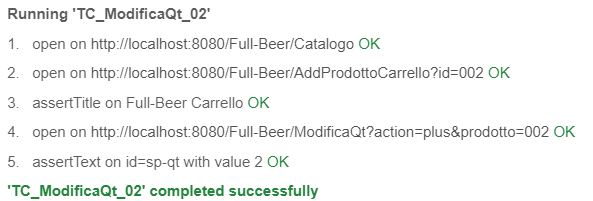 Running 'TC_ModificaQt_02'
1. open on http://localhost:8080/Full-Beer/Catalogo OK
2. open on http://localhost:8080/Full-Beer/AddProdottoCarrello?id=002 OK
3. assertTitle on Full-Beer Carrello OK
4. open on http://localhost:8080/Full-Beer/ModificaQt?action=plus&prodotto=002 OK
5. assertText on id=sp-qt with value 2 OK
'TC_ModificaQt_02' completed successfully